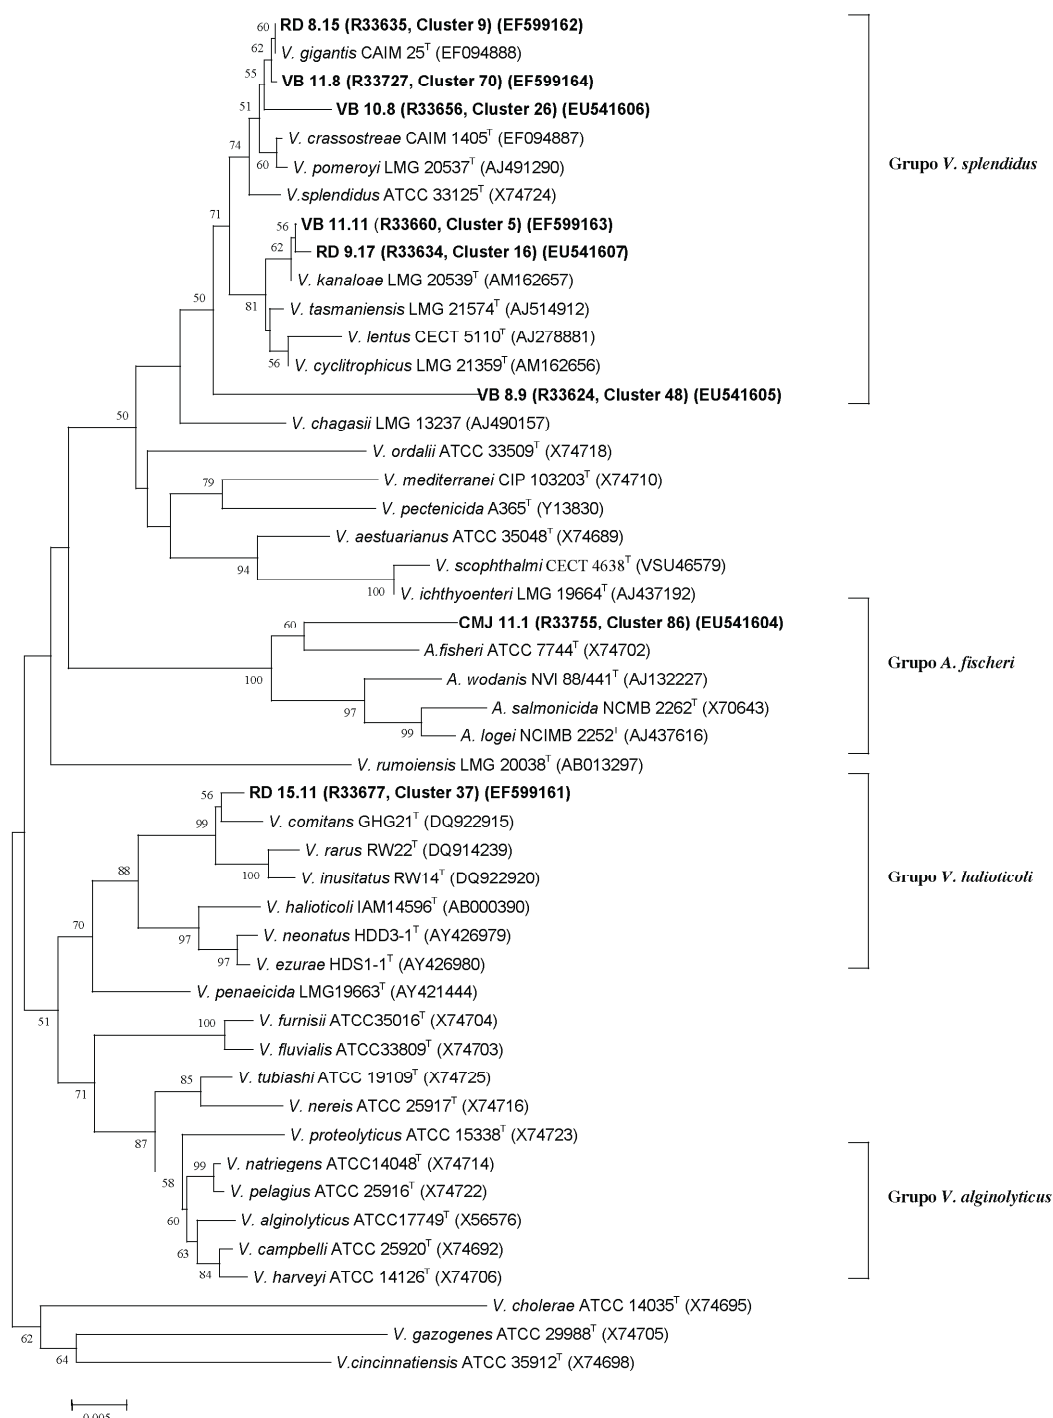 60 RD 8.15 (R33635, Cluster 9) (EF599162)
62 V. gigantis CAIM 25T (EF094888)
55 VB 11.8 (R33727, Cluster 70) (EF599164)
51 VB 10.8 (R33656, Cluster 26) (EU541606)
74 V. crassostreae CAIM 1405T (EF094887)
60 V. pomeroyi LMG 20537T (AJ491290)
Grupo V. splendidus
V.splendidus ATCC 33125T (X74724)
71 56 VB 11.11 (R33660, Cluster 5) (EF599163)
62 RD 9.17 (R33634, Cluster 16) (EU541607)
V. kanaloae LMG 20539T (AM162657)
50 81 V. tasmaniensis LMG 21574T (AJ514912)
V. lentus CECT 5110T (AJ278881)
56 V. cyclitrophicus LMG 21359T (AM162656)
VB 8.9 (R33624, Cluster 48) (EU541605)
50 V. chagasii LMG 13237 (AJ490157)
V. ordalii ATCC 33509T (X74718)
79 V. mediterranei CIP 103203T (X74710)
V. pectenicida A365T (Y13830)
V. aestuarianus ATCC 35048T (X74689)
94 V. scophthalmi CECT 4638T (VSU46579)
100 V. ichthyoenteri LMG 19664T (AJ437192)
60 CMJ 11.1 (R33755, Cluster 86) (EU541604)
A.fisheri ATCC 7744T (X74702)
Grupo A. fischeri
100 A. wodanis NVI 88/441T (AJ132227)
97 A. salmonicida NCMB 2262T (X70643)
99 A. logei NCIMB 2252T (AJ437616)
V. rumoiensis LMG 20038T (AB013297)
56 RD 15.11 (R33677, Cluster 37) (EF599161)
99 V. comitans GHG21T (DQ922915)
V. rarus RW22T (DQ914239)
88 100 V. inusitatus RW14T (DQ922920)
Grupo V. halioticoli
V. halioticoli IAM14596T (AB000390)
70 97 V. neonatus HDD3-1T (AY426979)
97 V. ezurae HDS1-1T (AY426980)
V. penaeicida LMG19663T (AY421444)
51 100 V. furnisii ATCC35016T (X74704)
V. fluvialis ATCC33809T (X74703)
71 85 V. tubiashi ATCC 19109T (X74725)
V. nereis ATCC 25917T (X74716)
87 V. proteolyticus ATCC 15338T (X74723)
99 V. natriegens ATCC14048T (X74714)
58 V. pelagius ATCC 25916T (X74722)
Grupo V. alginolyticus
60 V. alginolyticus ATCC17749T (X56576)
63 V. campbelli ATCC 25920T (X74692)
84 V. harveyi ATCC 14126T (X74706)
V. cholerae ATCC 14035T (X74695)
62 V. gazogenes ATCC 29988T (X74705)
64 V.cincinnatiensis ATCC 35912T (X74698)
0.005